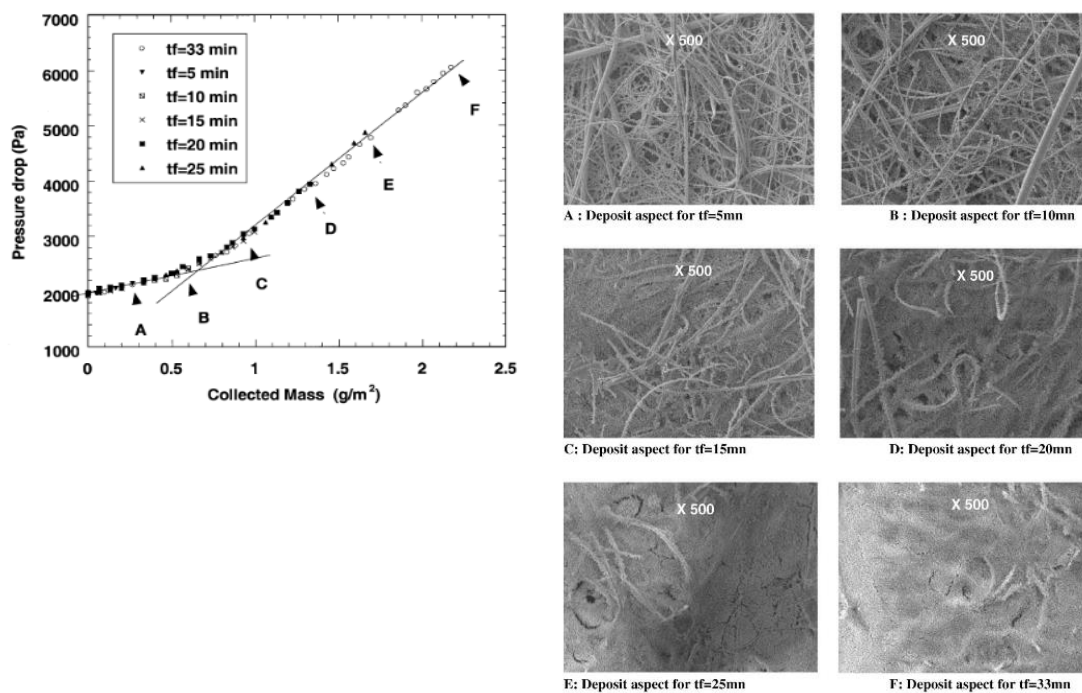 7000
6000
5000
4000
3000
2000
1000
Pressure drop (Pa)
tf=33 min
tf=5 min
tf=10 min
tf=15 min
tf=20 min
tf=25 min
A
B
C
D
E
F
0
0.5
1
1.5
2
2.5
Collected Mass (g/m²)
X 500
X 500
A : Deposit aspect for tf=5mn
B : Deposit aspect for tf=10mn
X 500
X 500
C: Deposit aspect for tf=15mn
D: Deposit aspect for tf=20mn
X 500
X 500
E: Deposit aspect for tf=25mn
F: Deposit aspect for tf=33mn